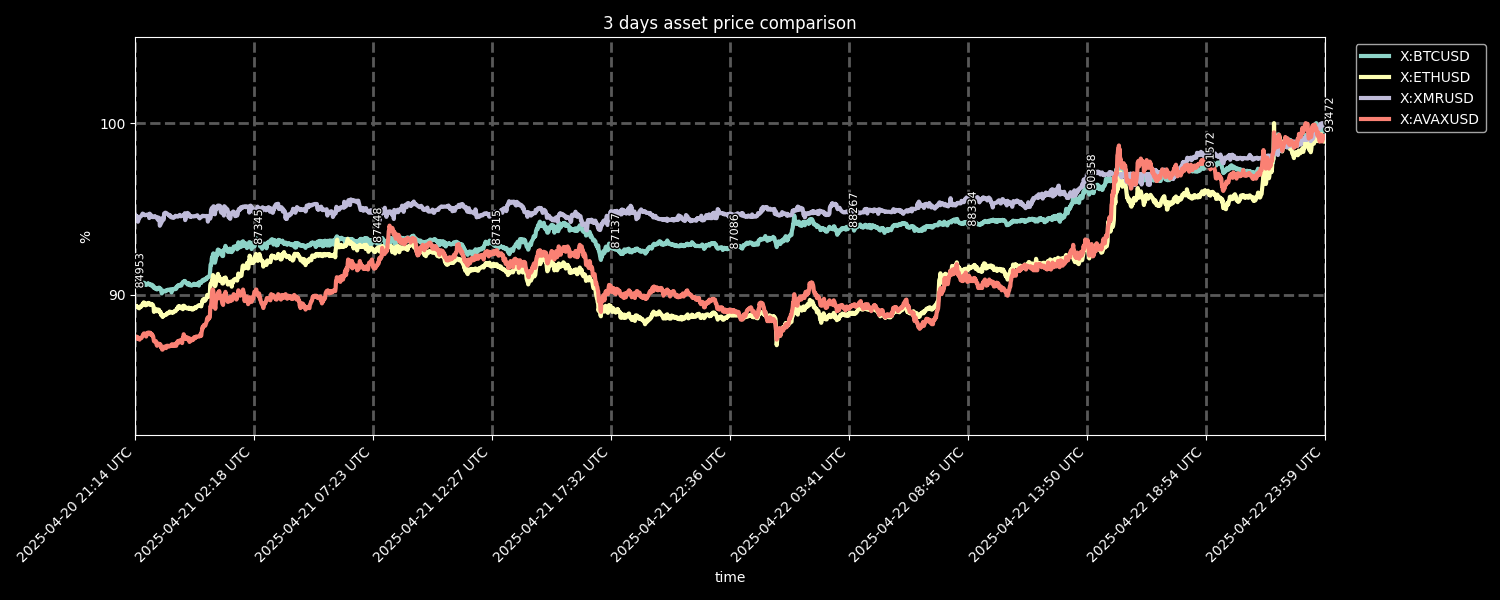 3 days asset price comparison
X:BTCUSD
X:ETHUSD
X:XMRUSD
X:AVAXUSD
100
90
%
84953
87345
87448
87315
87137
87086
88267
88334
90358
91572
93472
2025-04-20 21:14 UTC
2025-04-21 02:18 UTC
2025-04-21 07:23 UTC
2025-04-21 12:27 UTC
2025-04-21 17:32 UTC
2025-04-21 22:36 UTC
2025-04-22 03:41 UTC
2025-04-22 08:45 UTC
2025-04-22 13:50 UTC
2025-04-22 18:54 UTC
2025-04-22 23:59 UTC
time